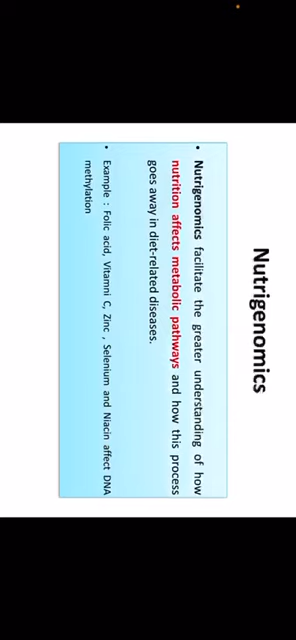 Nutrigenomics
• Nutrigenomics facilitate the greater understanding of how
nutrition affects metabolic pathways and how this process
goes away in diet-related diseases.
• Example : Folic acid, Vitamni C, Zinc , Selenium and Niacin affect DNA
methylation